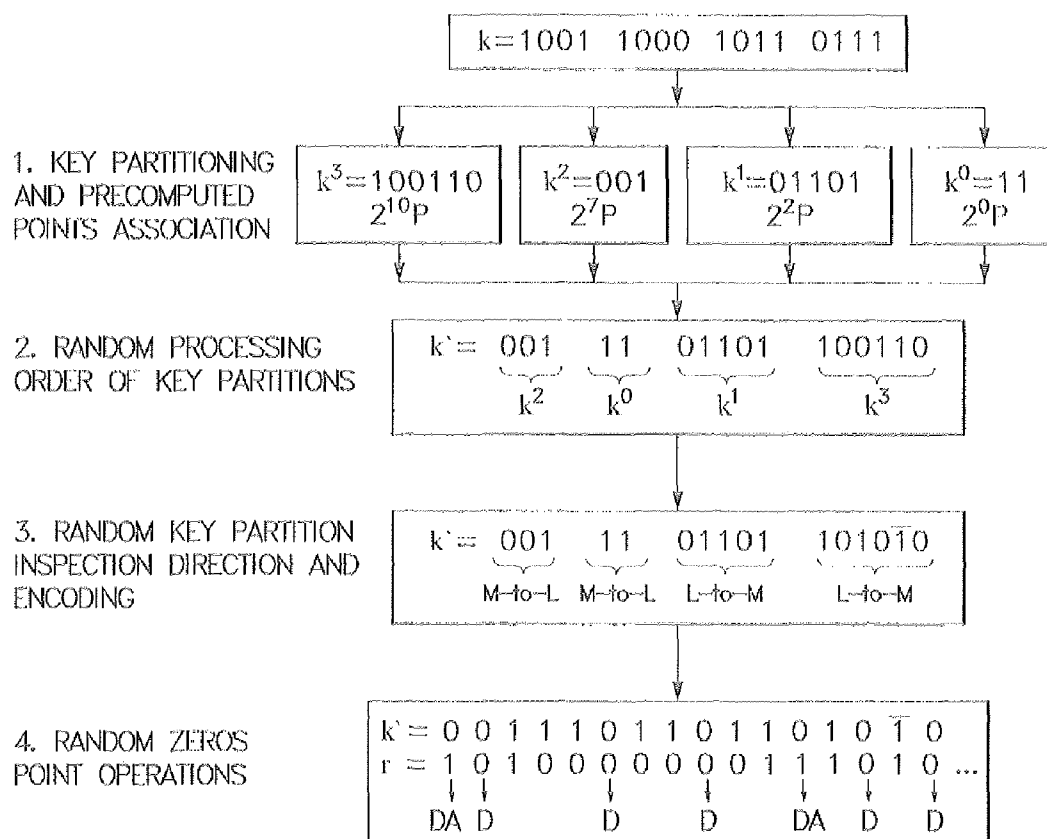 k=1001 1000 1011 0111
1. KEY PARTITIONING
AND PRECOMPUTED
POINTS ASSOCIATION
k³=100110
2¹⁰P
k²=001
2⁷P
k¹=01101
2²P
k⁰=11
2⁰P
2. RANDOM PROCESSING
ORDER OF KEY PARTITIONS
k`= 001 11 01101 100110
k² k⁰ k¹ k³
3. RANDOM KEY PARTITION
INSPECTION DIRECTION AND
ENCODING
k`= 001 11 01101 10101̅0
M-to-L M-to-L L-to-M L-to-M
4. RANDOM ZEROS
POINT OPERATIONS
k`= 0 0 1 1 1 0 1 1 0 1 1 0 1 0 1̅ 0
r = 1 0 1 0 0 0 0 0 0 0 1 1 1 0 1 0 ...
DA D D D DA D D